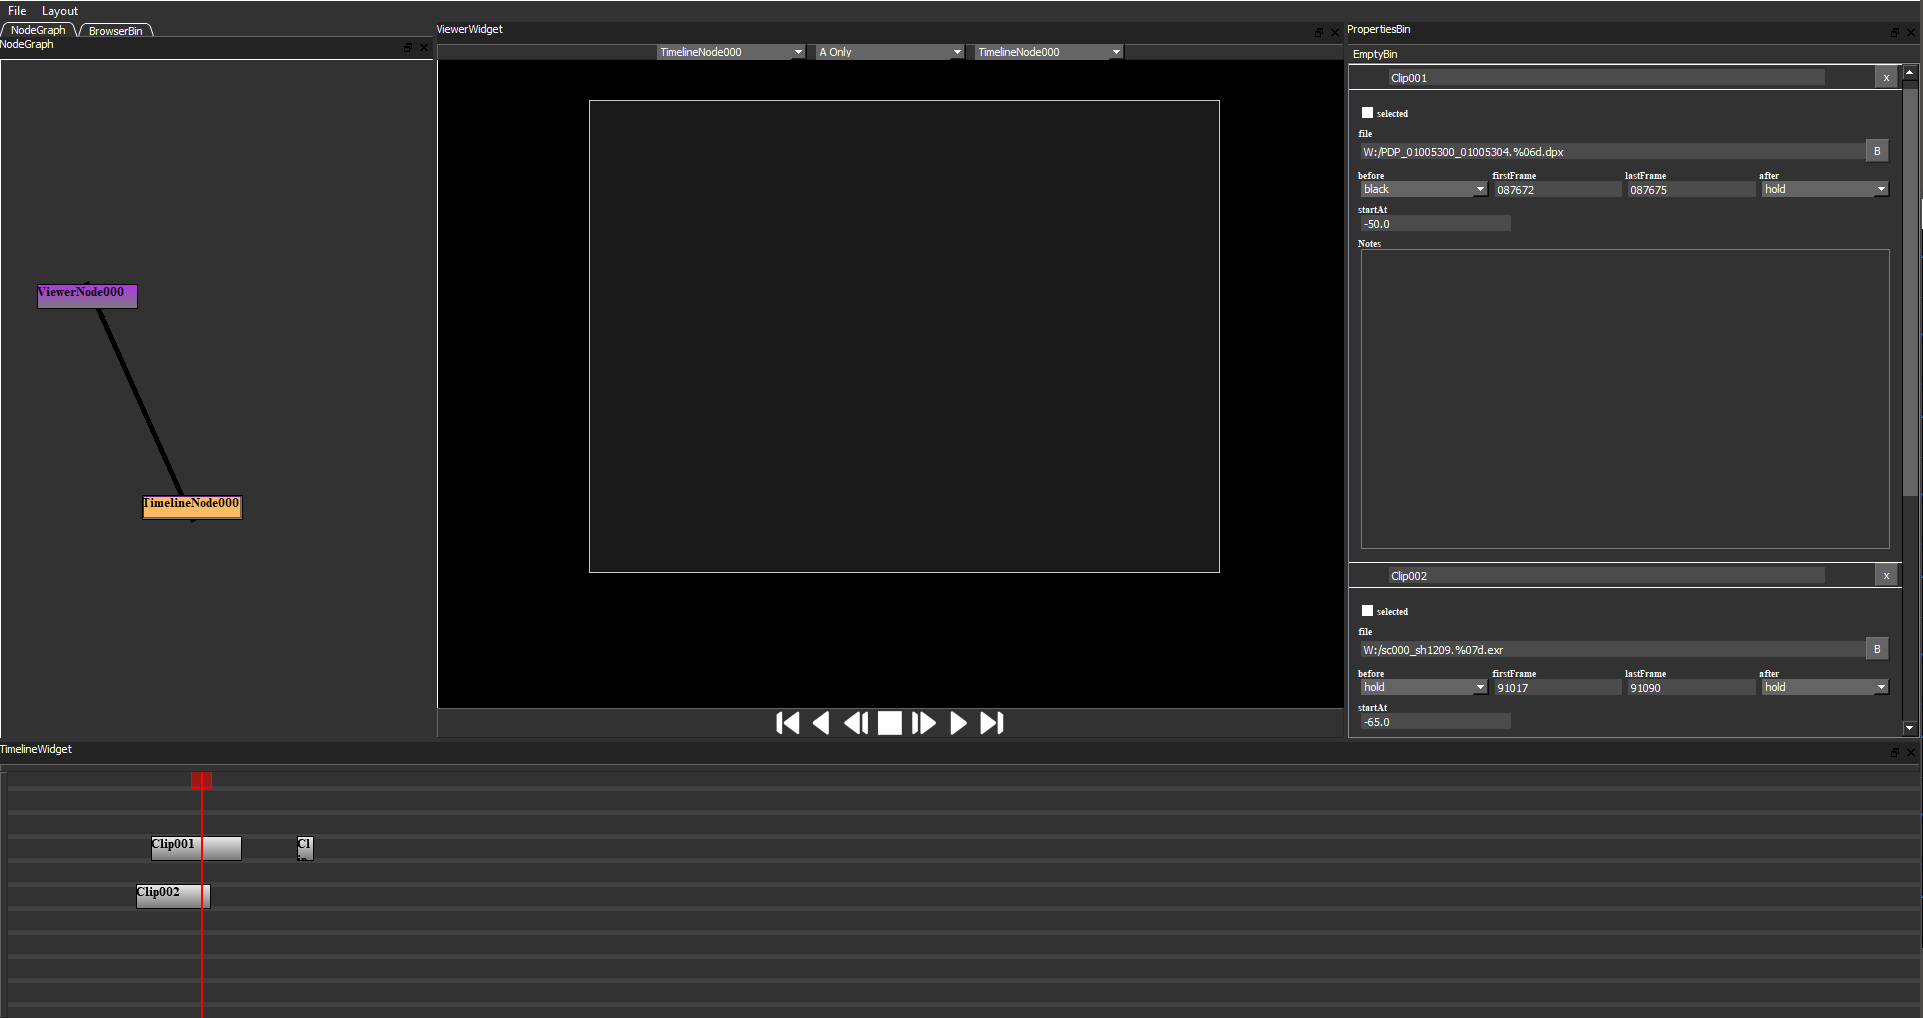 File Layout
NodeGraph BrowserBin
NodeGraph
ViewerNode000
TimelineNode000
ViewerWidget
TimelineNode000 A Only TimelineNode000
PropertiesBin
EmptyBin
Clip001 x
selected
file
W:/PDP_01005300_01005304.%06d.dpx B
before firstFrame lastFrame after
black 087672 087675 hold
startAt
-50.0
Notes
Clip002 x
selected
file
W:/sc000_sh1209.%07d.exr B
before firstFrame lastFrame after
hold 91017 91090 hold
startAt
-65.0
TimelineWidget
Clip001 Cl
Clip002